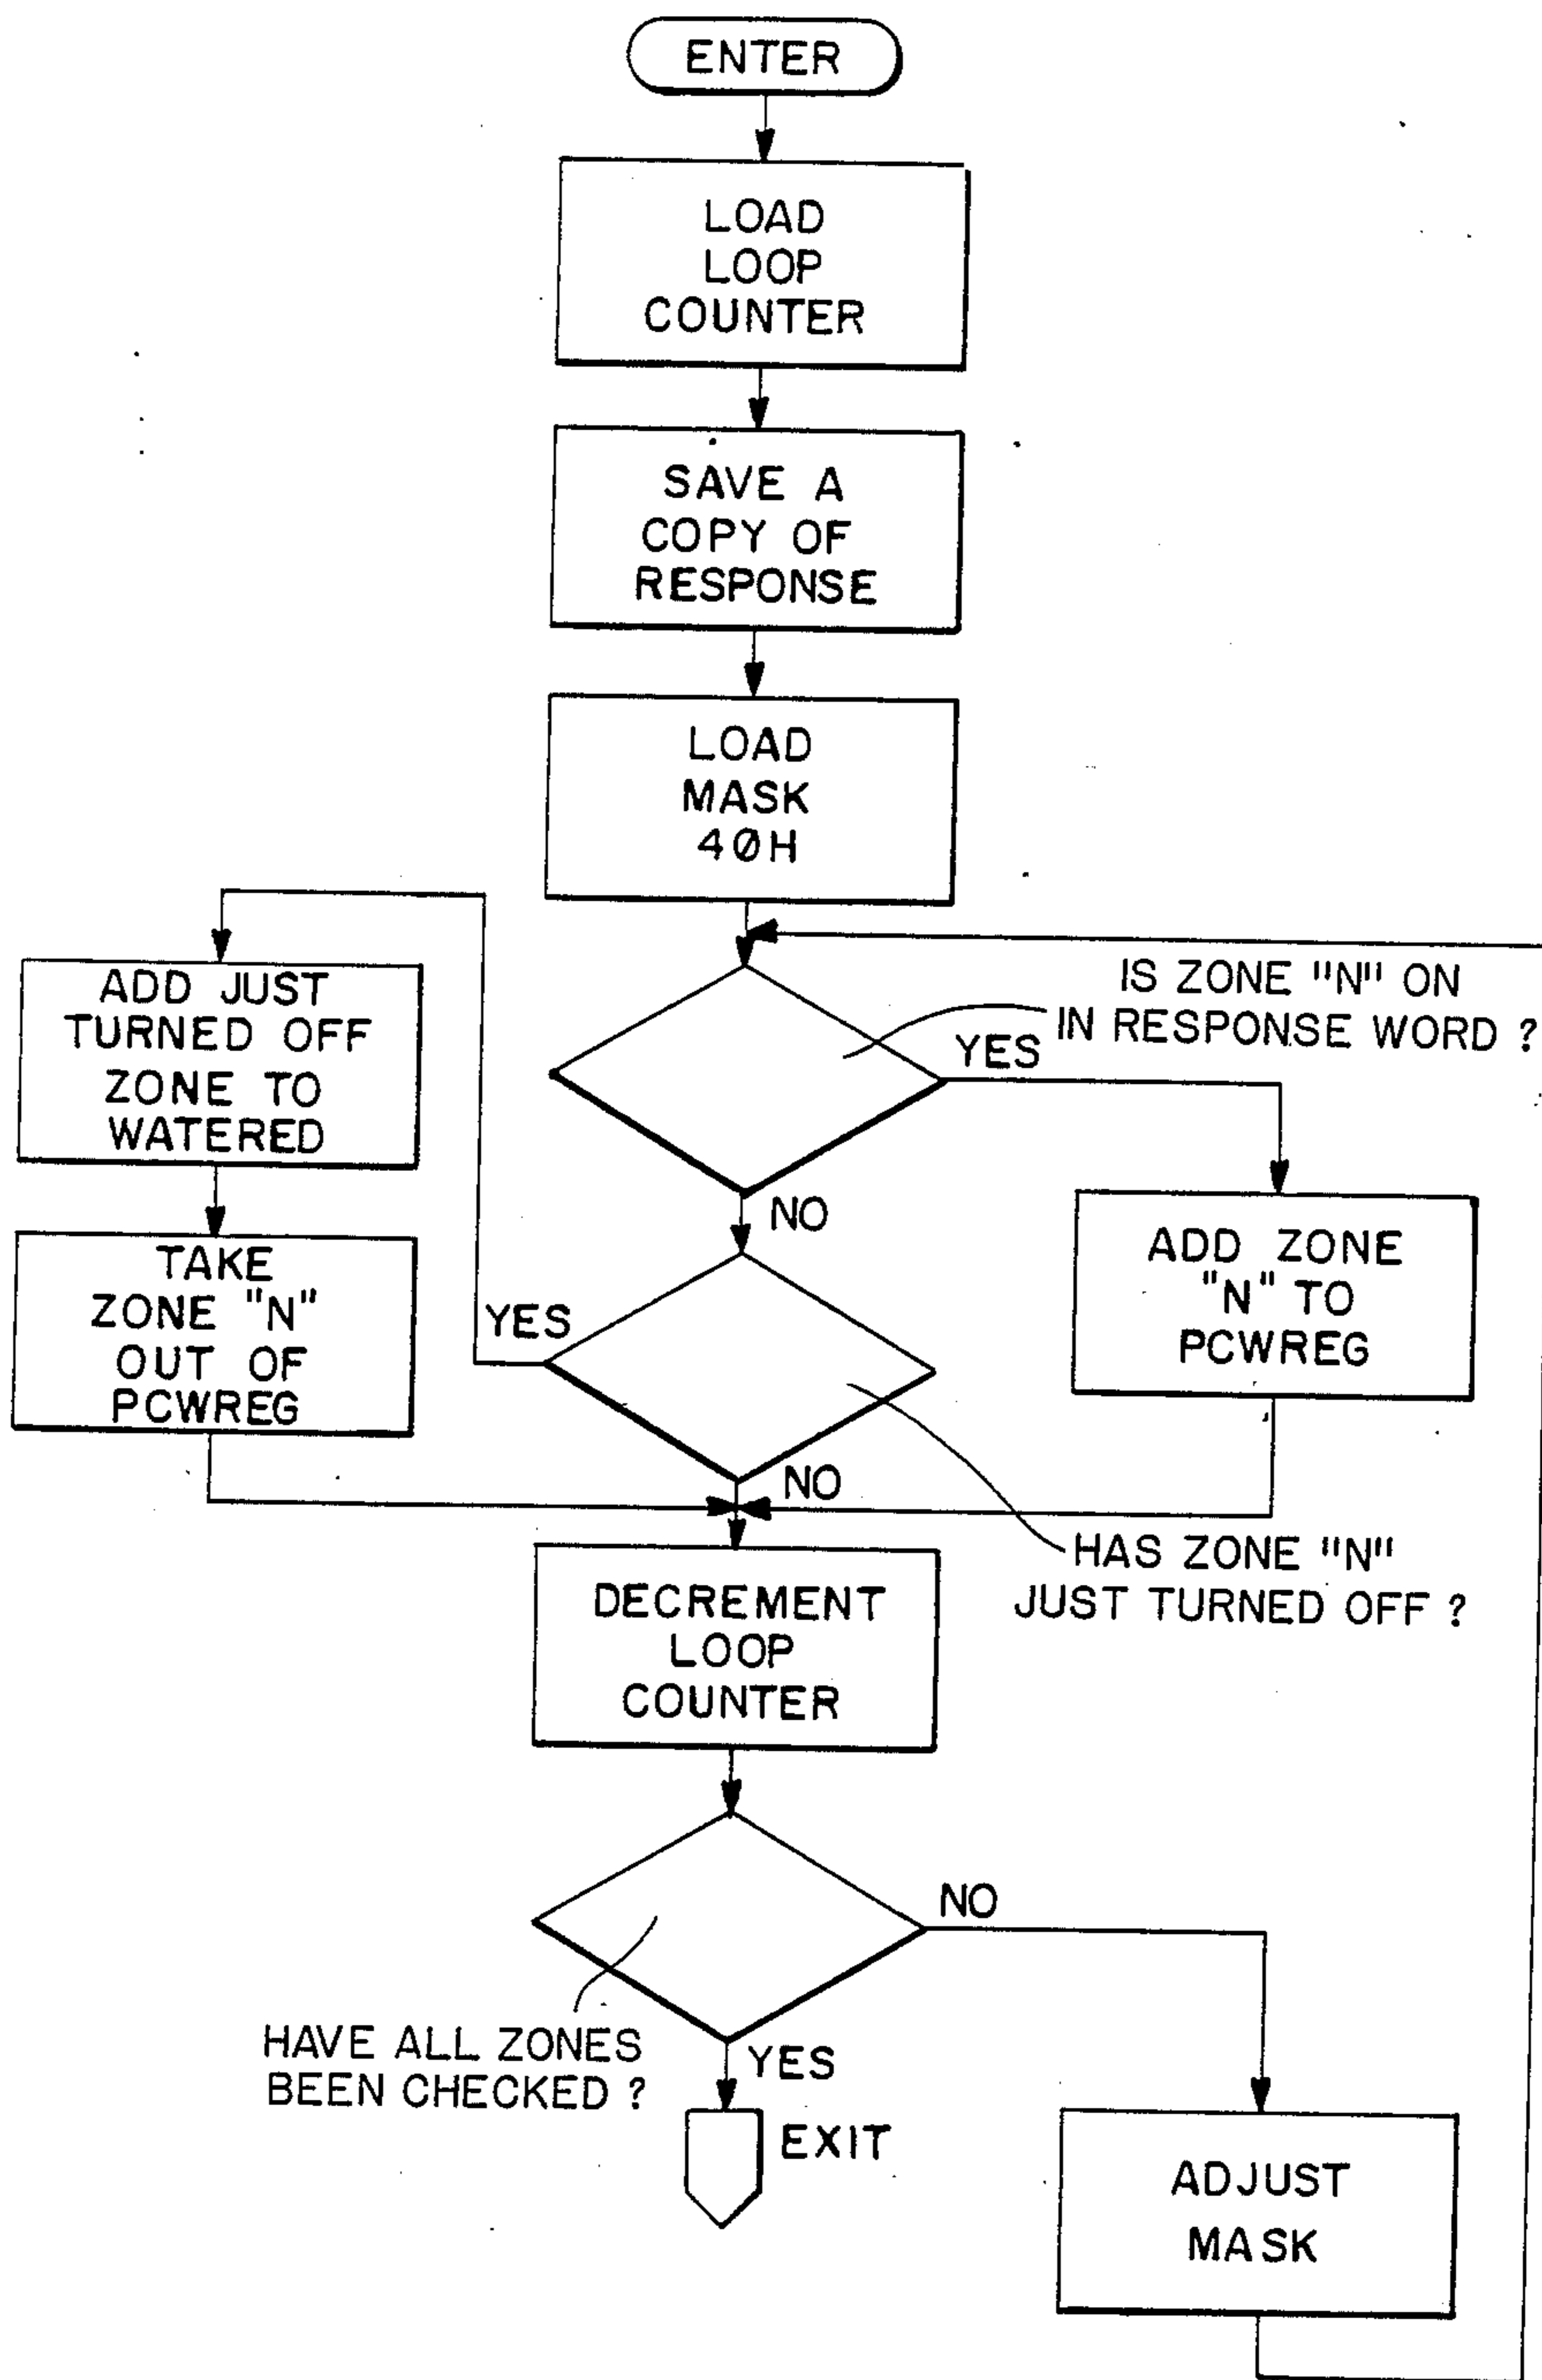 ENTER
LOAD
LOOP
COUNTER
SAVE A
COPY OF
RESPONSE
LOAD
MASK
40H
IS ZONE "N" ON
IN RESPONSE WORD ?
YES
NO
ADD JUST
TURNED OFF
ZONE TO
WATERED
TAKE
ZONE "N"
OUT OF
PCWREG
YES
ADD ZONE
"N" TO
PCWREG
NO
HAS ZONE "N"
JUST TURNED OFF ?
DECREMENT
LOOP
COUNTER
NO
HAVE ALL ZONES
BEEN CHECKED ?
YES
EXIT
ADJUST
MASK